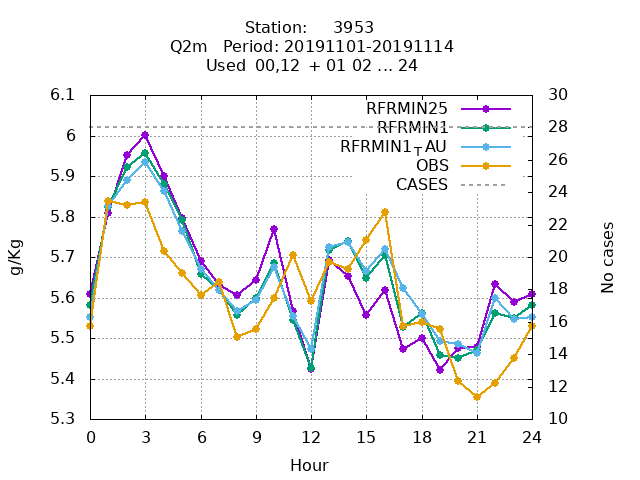 Station: 3953
Q2m Period: 20191101-20191114
Used 00,12 + 01 02 ... 24
RFRMIN25
RFRMIN1
RFRMIN1TAU
OBS
CASES
6.1
6
5.9
5.8
5.7
5.6
5.5
5.4
5.3
30
28
26
24
22
20
18
16
14
12
10
g/Kg
No cases
0 3 6 9 12 15 18 21 24
Hour